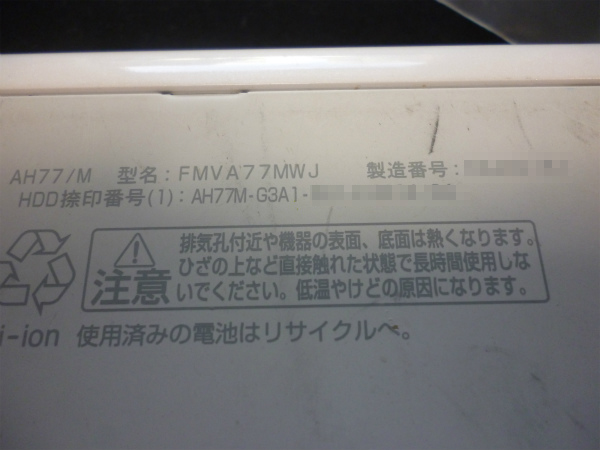 AH77/M 型名：FMVA77MWJ 製造番号：
HDD捺印番号(1)：AH77M-G3A1-
注意
排気孔付近や機器の表面、底面は熱くなります。
ひざの上など直接触れた状態で長時間使用しな
いでください。低温やけどの原因になります。
i-ion 使用済みの電池はリサイクルへ。